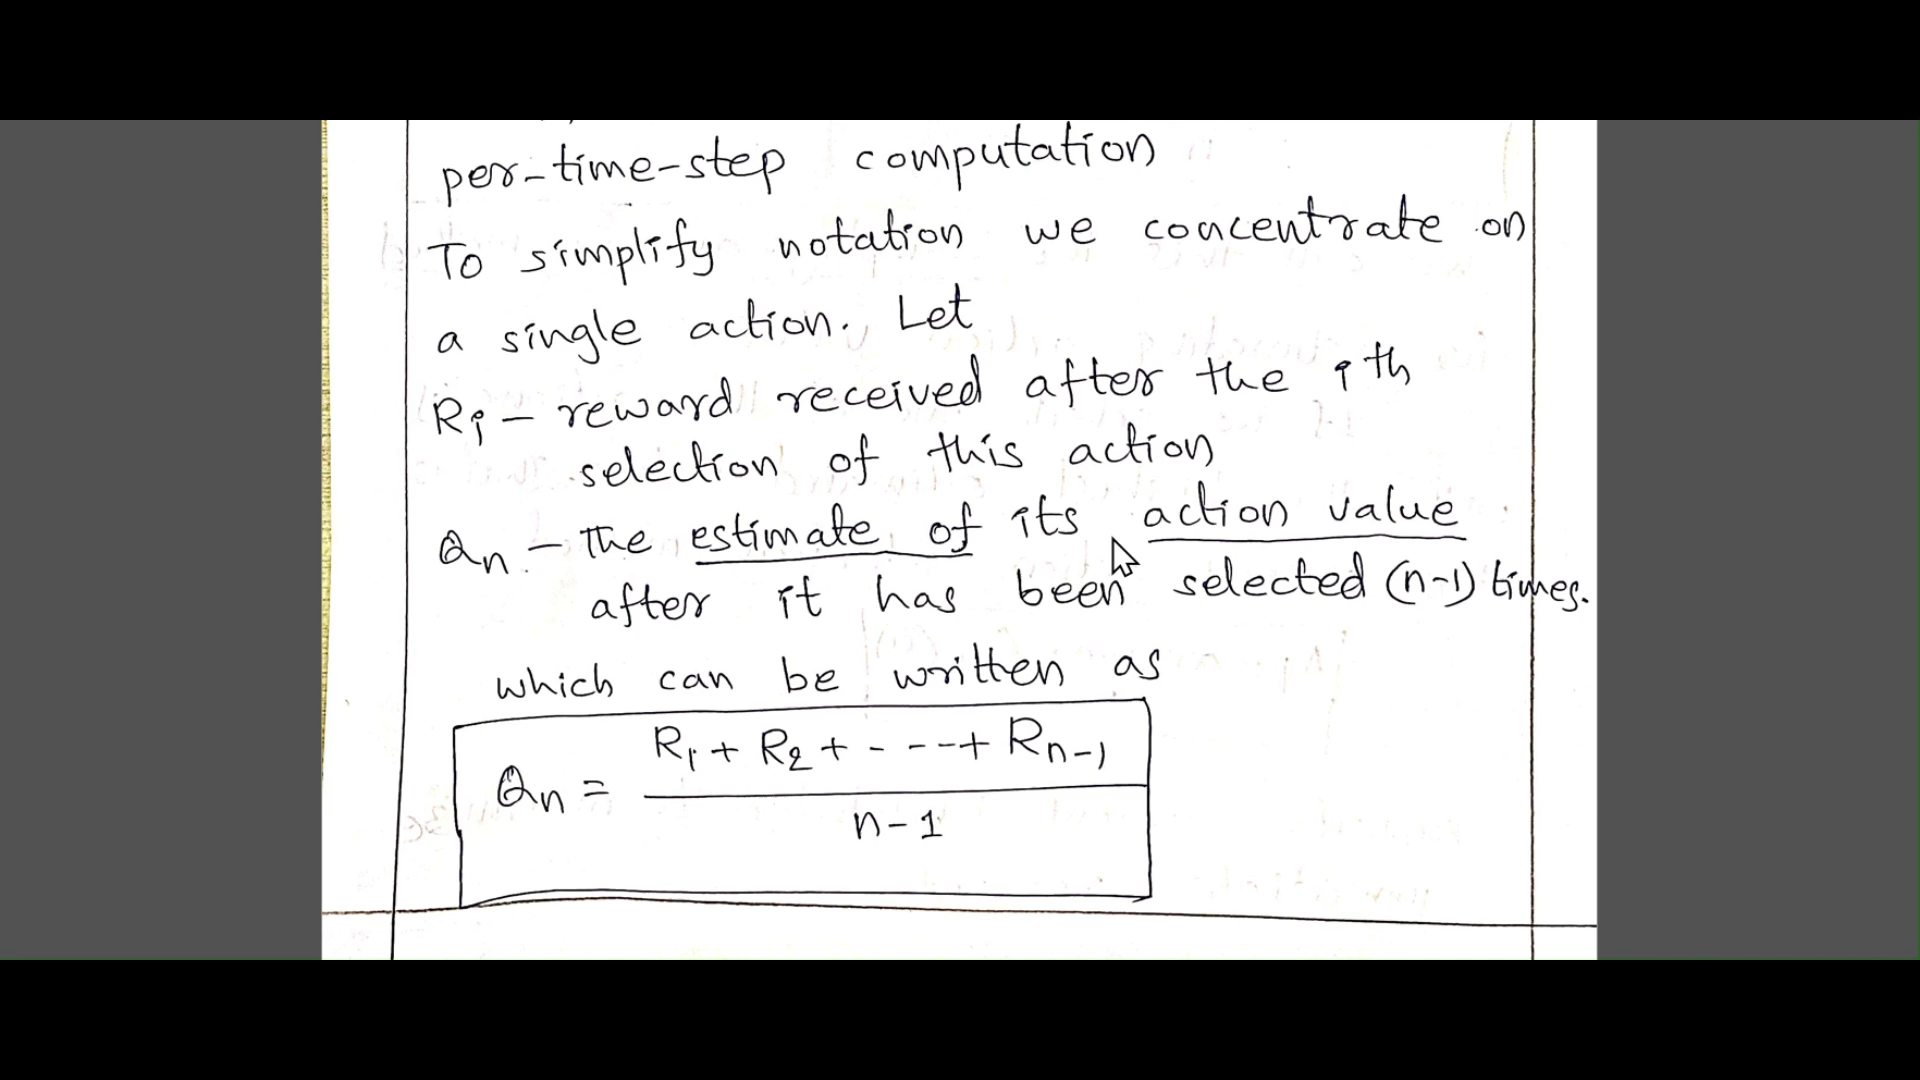 per-time-step computation
To simplify notation we concentrate on
a single action. Let
Ri - reward received after the ith
selection of this action
Qn - The estimate of its action value
after it has been selected (n-1) times.
which can be written as
Qn = R1 + R2 + - - - - + Rn-1
n - 1